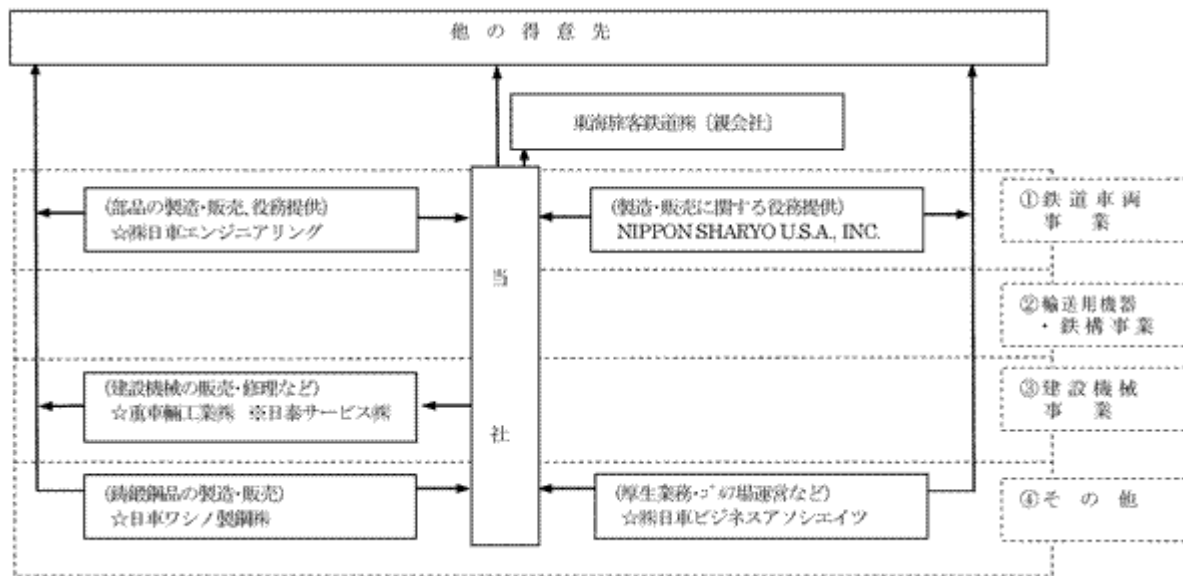 他の得意先
東海旅客鉄道㈱〔親会社〕
(部品の製造・販売、役務提供)
☆㈱日車エンジニアリング
(製造・販売に関する役務提供)
NIPPON SHARYO U.S.A., INC.
①鉄道車両
事業
当
社
②輸送用機器
・鉄構事業
(建設機械の販売・修理など)
☆重車輛工業㈱ ※日泰サービス㈱
③建設機械
事業
(鋳鍛鋼品の製造・販売)
☆日車ワシノ製鋼㈱
(厚生業務・ゴルフ場運営など)
☆㈱日車ビジネスアソシエイツ
④その他